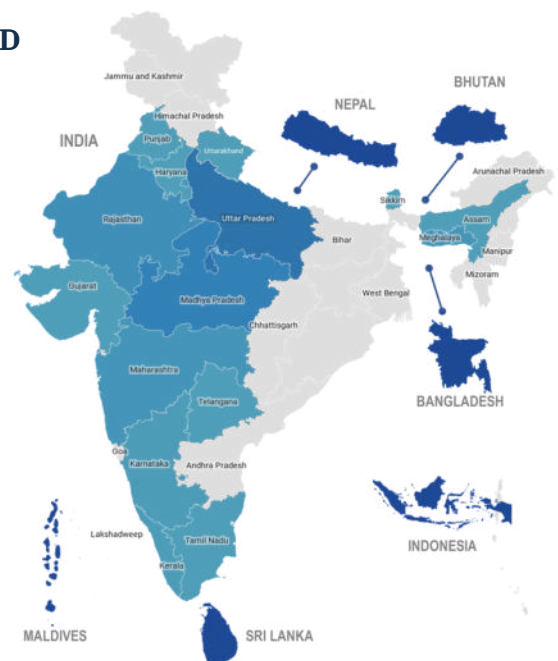 D
Jammu and Kashmir
BHUTAN
NEPAL
Himachal Pradesh
INDIA
Punjab
Uttarakhand
Arunachal Pradesh
Haryana
Sikkim
Rajasthan
Uttar Pradesh
Assam
Bihar
Meghalaya
Manipur
Mizoram
Gujarat
Madhya Pradesh
West Bengal
Chhattisgarh
Maharashtra
Telangana
BANGLADESH
Goa
Karnataka
Andhra Pradesh
Lakshadweep
Tamil Nadu
INDONESIA
Kerala
MALDIVES
SRI LANKA